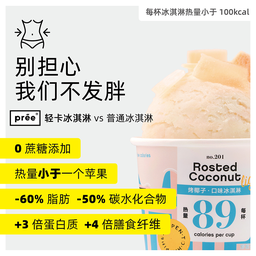 每杯冰淇淋热量小于 100kcal
别担心
我们不发胖
prée 轻卡冰淇淋 vs 普通冰淇淋
0 蔗糖添加
热量小于一个苹果
-60% 脂肪 -50% 碳水化合物
+3 倍蛋白质 +4 倍膳食纤维
no.201
Rosted
Coconut
烤椰子·口味冰淇淋
热量
89
每杯
calories per cup